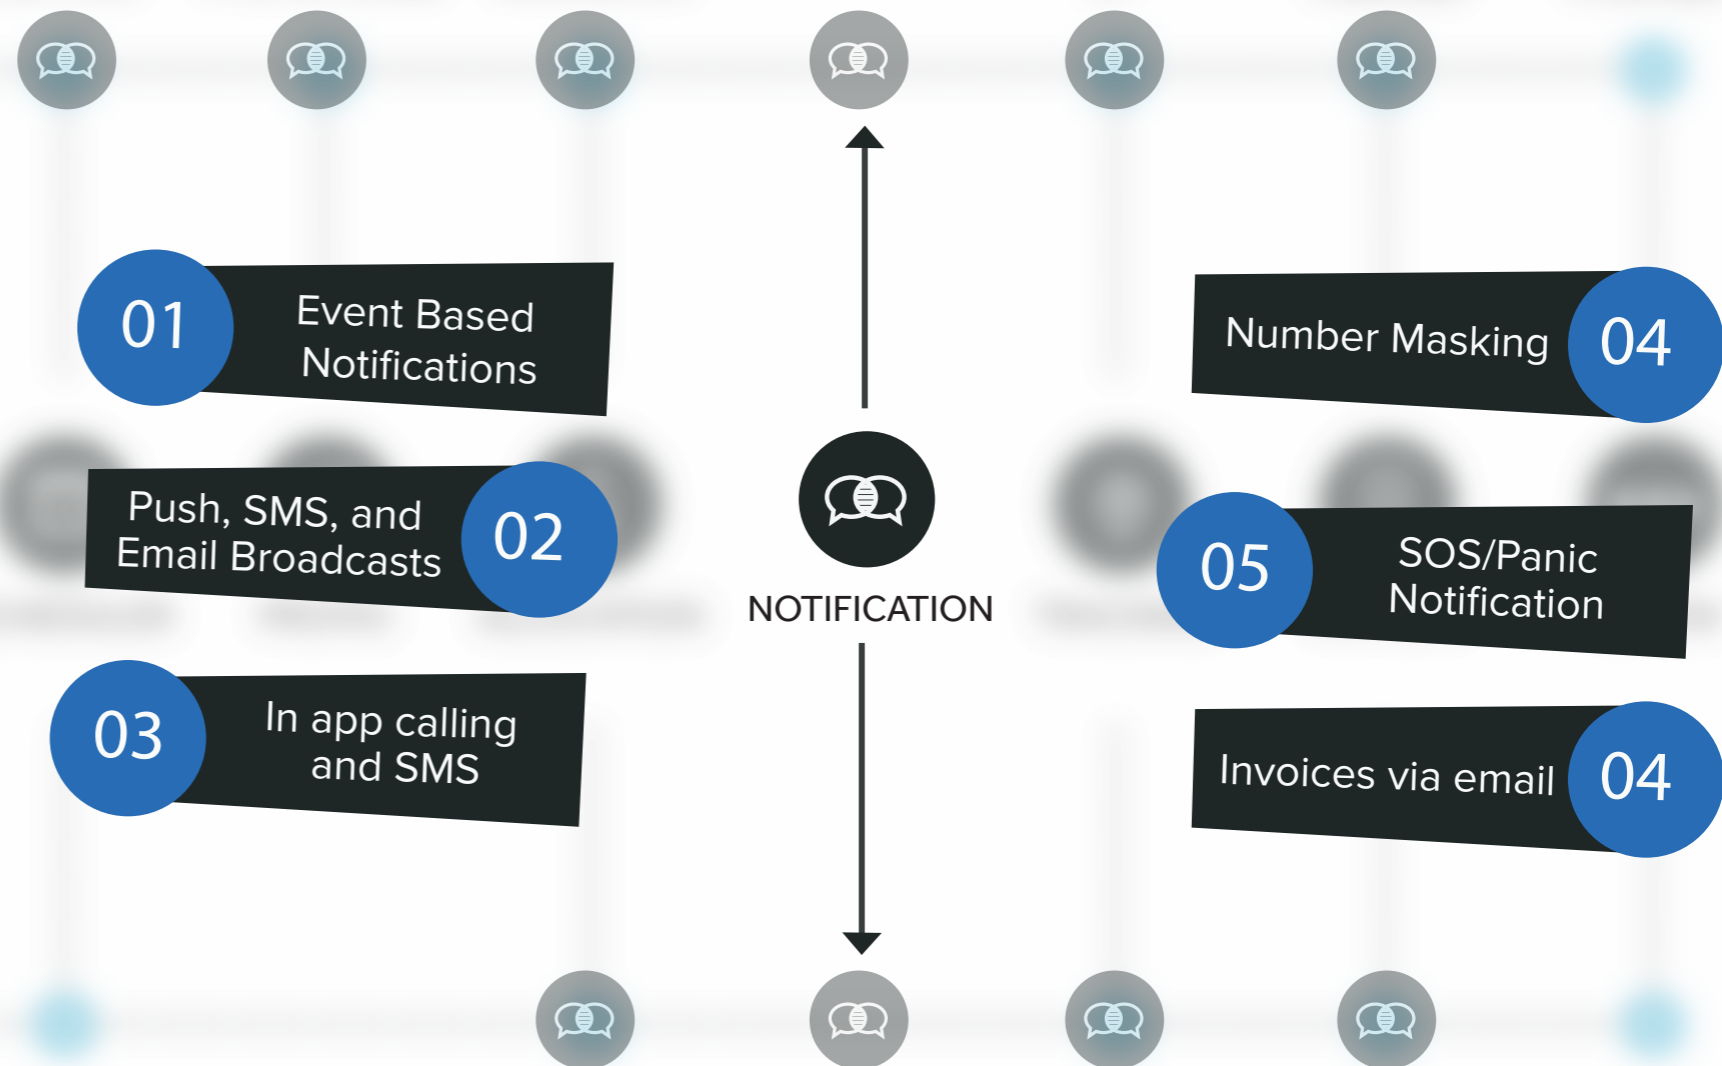 01
Event Based
Notifications
Push, SMS, and
Email Broadcasts
02
03
In app calling
and SMS
NOTIFICATION
Number Masking
04
05
SOS/Panic
Notification
Invoices via email
04